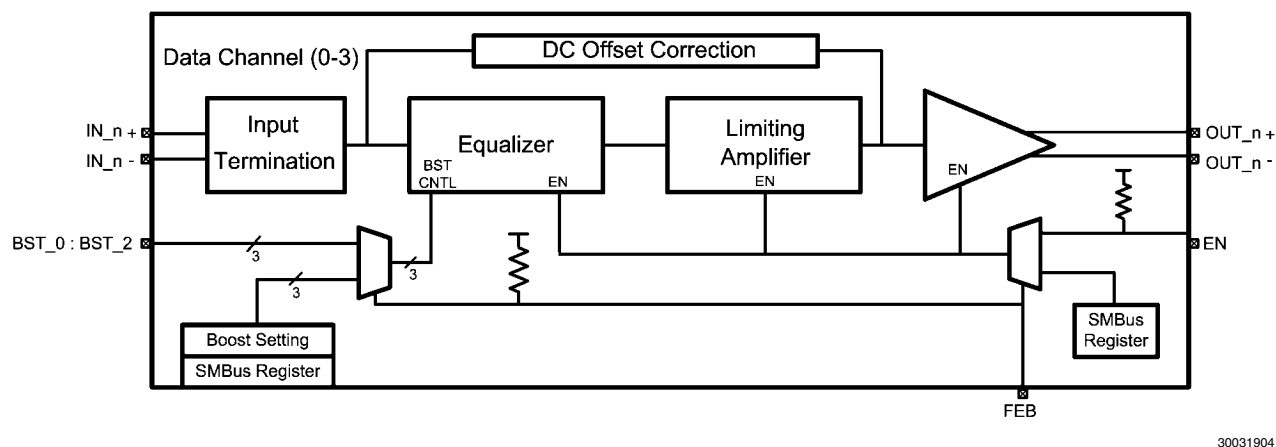 Data Channel (0-3)
DC Offset Correction
IN_n +
IN_n -
Input
Termination
Equalizer
BST
CNTL
EN
Limiting
Amplifier
EN
EN
OUT_n +
OUT_n -
BST_0 : BST_2
3
3
3
EN
Boost Setting
SMBus Register
SMBus
Register
FEB
30031904